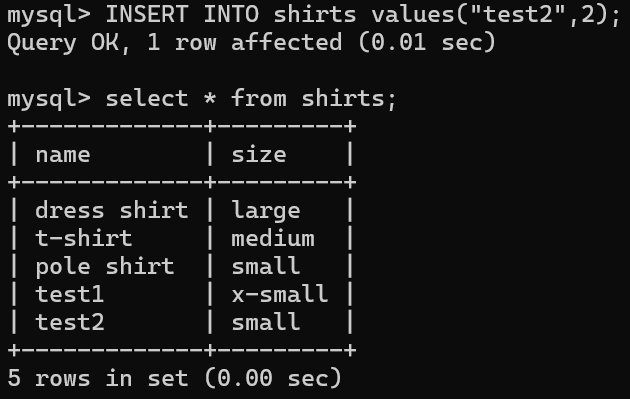 mysql> INSERT INTO shirts values("test2",2);
Query OK, 1 row affected (0.01 sec)
mysql> select * from shirts;
+-------------+---------+
| name        | size    |
+-------------+---------+
| dress shirt | large   |
| t-shirt     | medium  |
| pole shirt  | small   |
| test1       | x-small |
| test2       | small   |
+-------------+---------+
5 rows in set (0.00 sec)